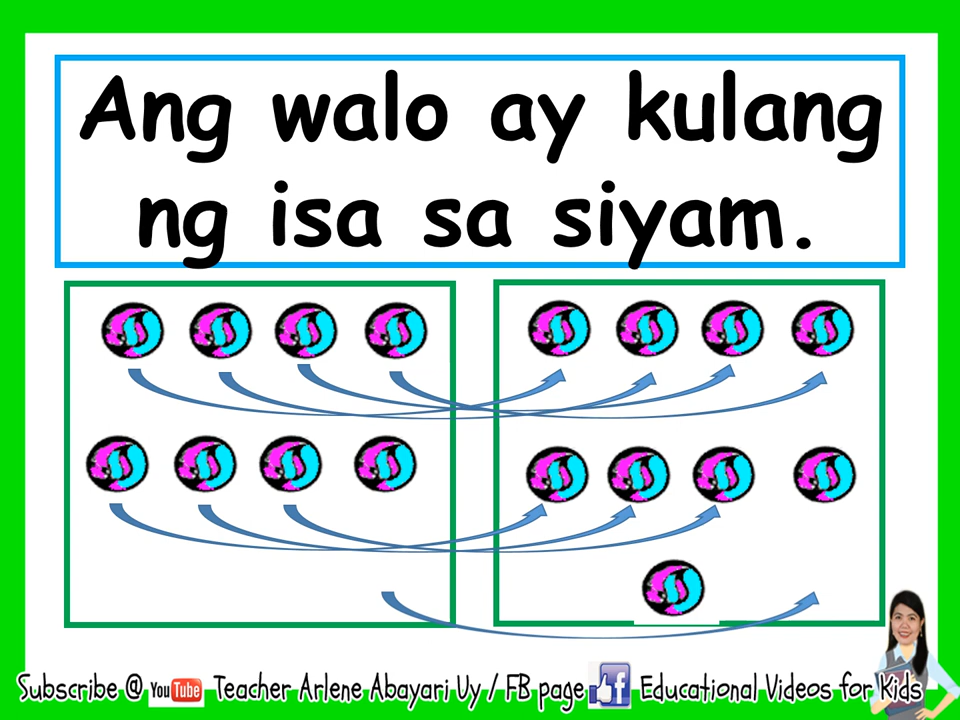 Ang walo ay kulang
ng isa sa siyam.
Subscribe @ YouTube Teacher Arlene Abayari Uy / FB page f Educational Videos for Kids